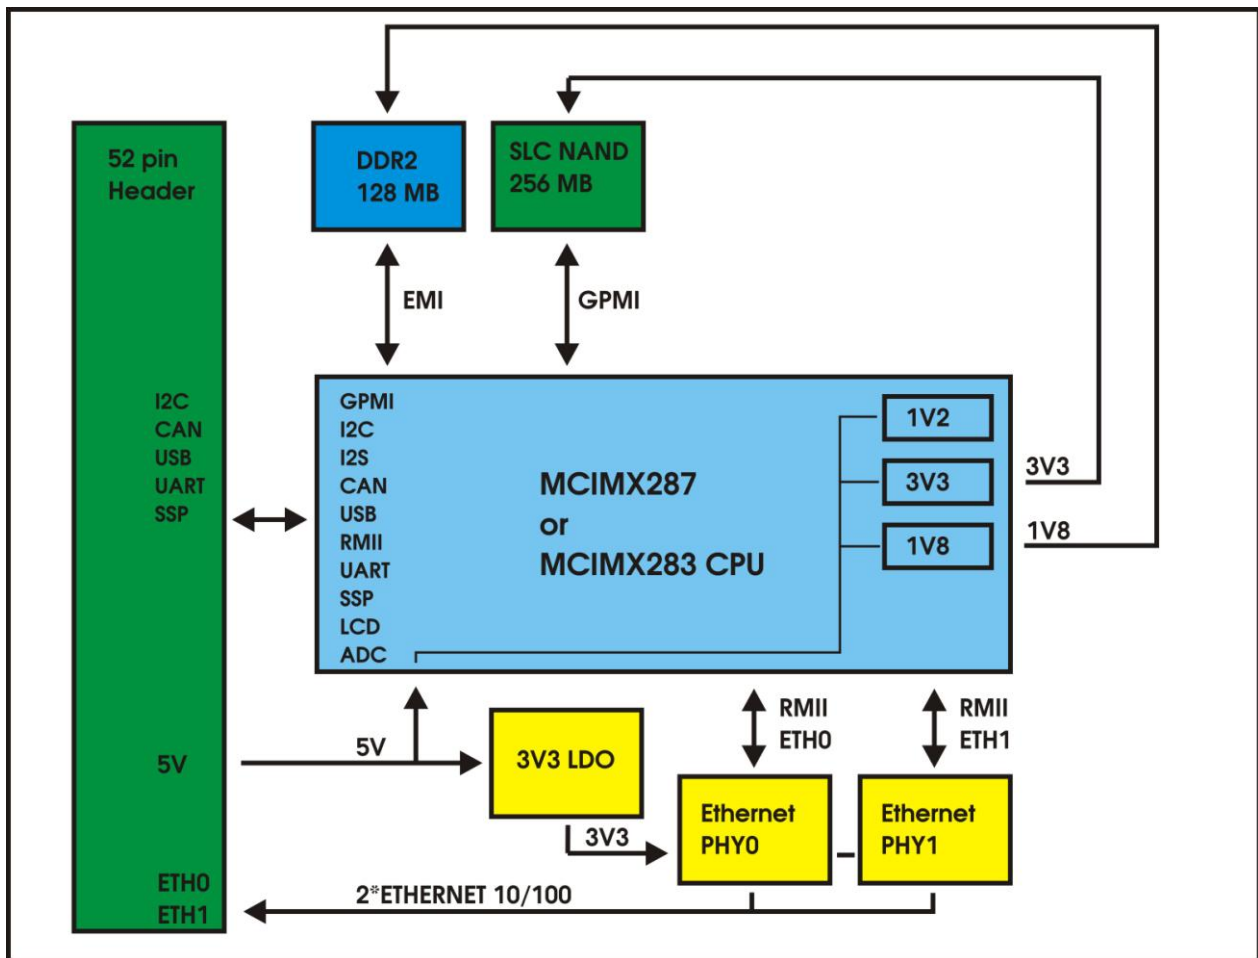 52 pin
Header
I2C
CAN
USB
UART
SSP
5V
ETH0
ETH1
DDR2
128 MB
SLC NAND
256 MB
EMI
GPMI
GPMI
I2C
I2S
CAN
USB
RMII
UART
SSP
LCD
ADC
MCIMX287
or
MCIMX283 CPU
1V2
3V3
1V8
3V3
1V8
5V
3V3 LDO
3V3
RMII
ETH0
RMII
ETH1
Ethernet
PHY0
Ethernet
PHY1
2*ETHERNET 10/100